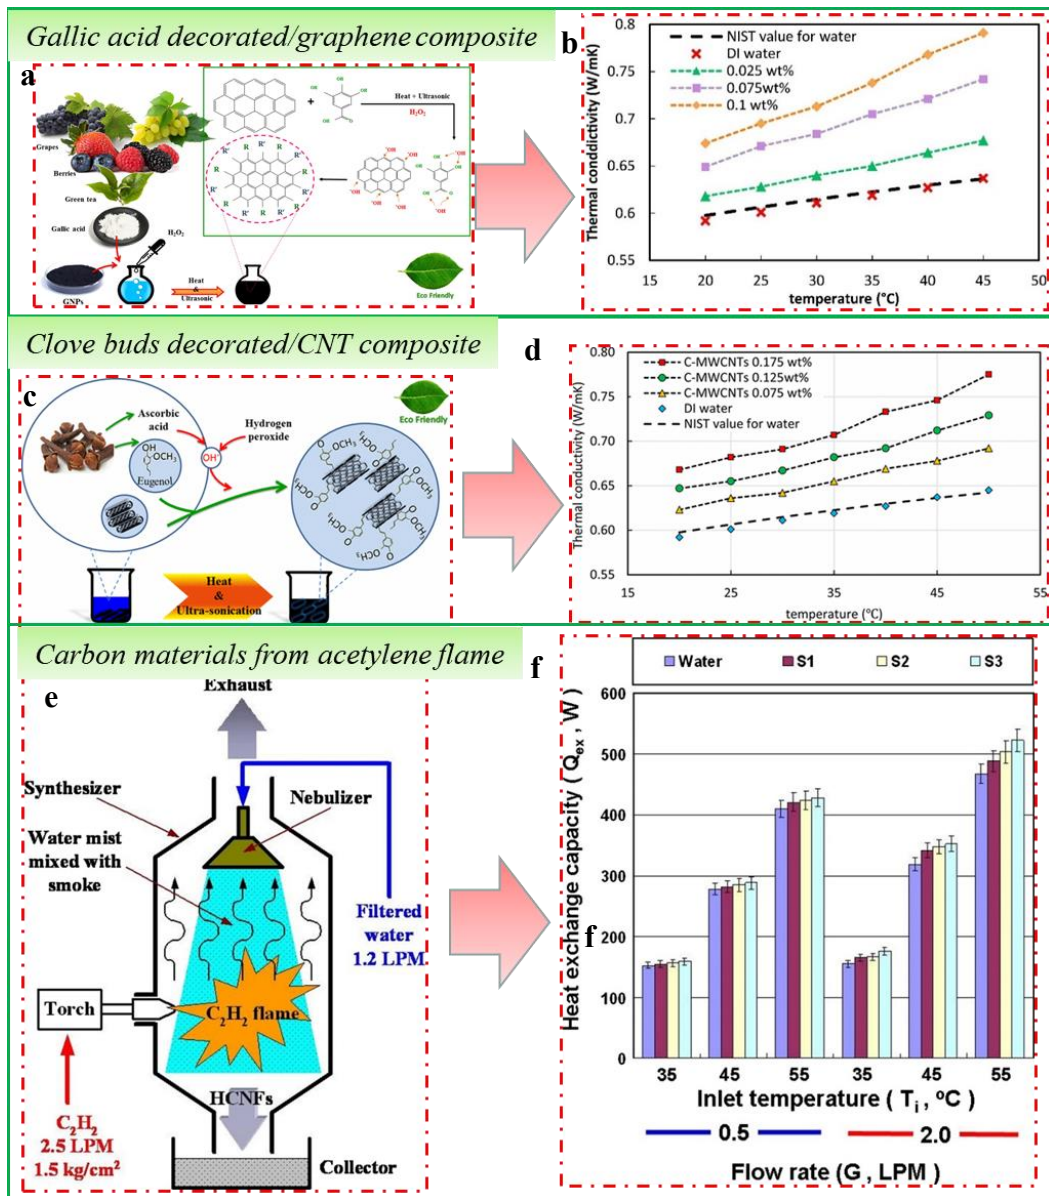 Gallic acid decorated/graphene composite
a
Grapes
Berries
Green tea
Gallic acid
H₂O₂
GNPs
Heat
&
Ultrasonic
+
Heat + Ultrasonic
H₂O₂
Eco Friendly
b
Thermal conddictivity (W/mK)
0.8
0.75
0.7
0.65
0.6
0.55
NIST value for water
DI water
0.025 wt%
0.075wt%
0.1 wt%
15 20 25 30 35 40 45 50
temperature (°C)
Clove buds decorated/CNT composite
c
Ascorbic
acid
Hydrogen
peroxide
OH
OCH₃
Eugenol
Eco Friendly
Heat
&
Ultra-sonication
d
Thermal conductivity (W/mK)
0.80
0.75
0.70
0.65
0.60
0.55
C-MWCNTs 0.175 wt%
C-MWCNTs 0.125wt%
C-MWCNTs 0.075 wt%
DI water
NIST value for water
15 25 35 45 55
temperature (°C)
Carbon materials from acetylene flame
e
Exhaust
Synthesizer
Nebulizer
Water mist
mixed with
smoke
Filtered
water
1.2 LPM
Torch
C₂H₂ flame
HCNFs
C₂H₂
2.5 LPM
1.5 kg/cm²
Collector
f
Water S1 S2 S3
Heat exchange capacity ( Qex , W )
600
500
400
300
200
100
0
f
35 45 55 35 45 55
Inlet temperature ( Ti , ºC )
0.5 2.0
Flow rate (G , LPM )